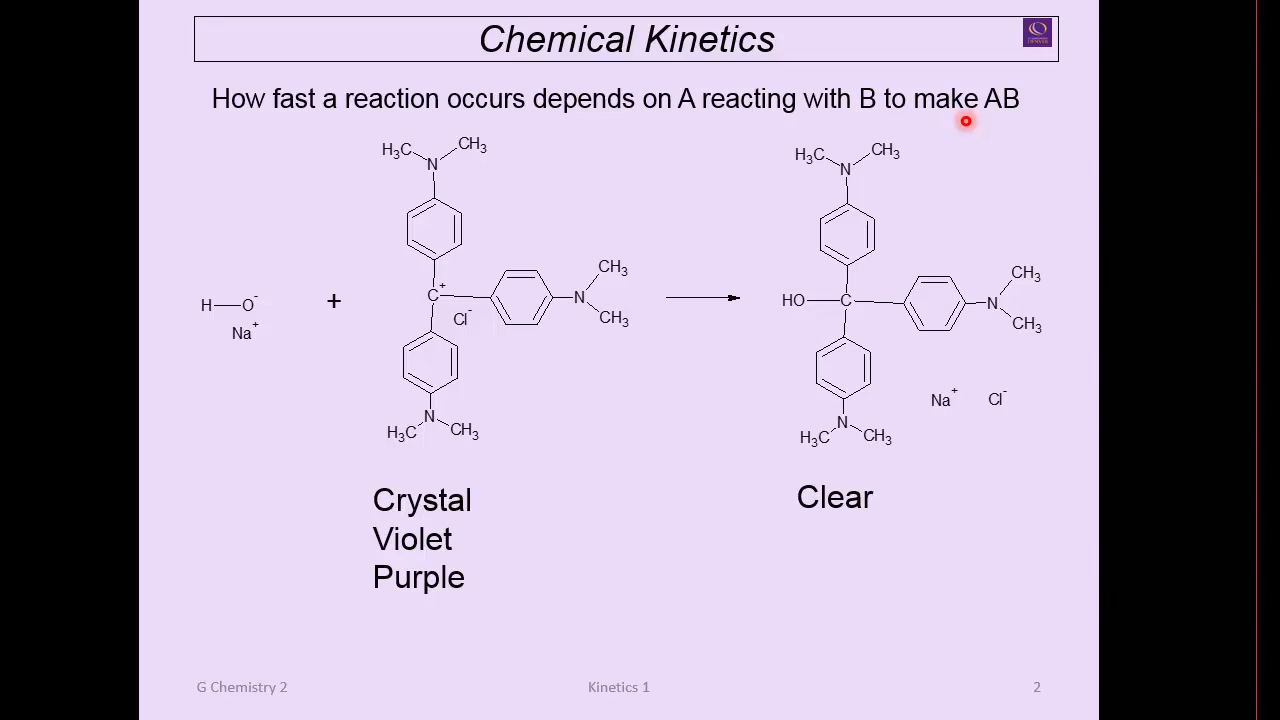 Chemical Kinetics
How fast a reaction occurs depends on A reacting with B to make AB
H₃C CH₃
N
H₃C CH₃
N
H—O⁻
Na⁺
+
C⁺
Cl⁻
N
CH₃
CH₃
HO
C
N
CH₃
CH₃
N
H₃C CH₃
N
H₃C CH₃
Na⁺ Cl⁻
Crystal
Violet
Purple
Clear
G Chemistry 2
Kinetics 1
2